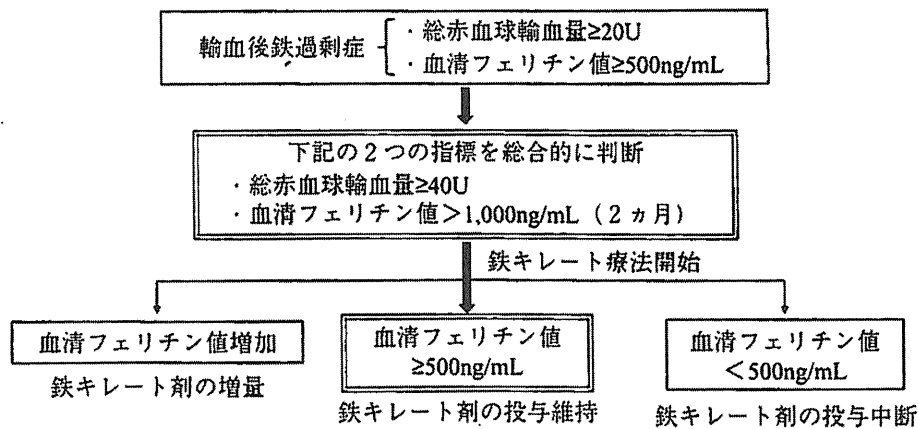 輸血後鉄過剰症
・総赤血球輸血量≥20U
・血清フェリチン値≥500ng/mL
下記の2つの指標を総合的に判断
・総赤血球輸血量≥40U
・血清フェリチン値>1,000ng/mL(2ヵ月)
鉄キレート療法開始
血清フェリチン値増加
鉄キレート剤の増量
血清フェリチン値
≥500ng/mL
鉄キレート剤の投与維持
血清フェリチン値
<500ng/mL
鉄キレート剤の投与中断